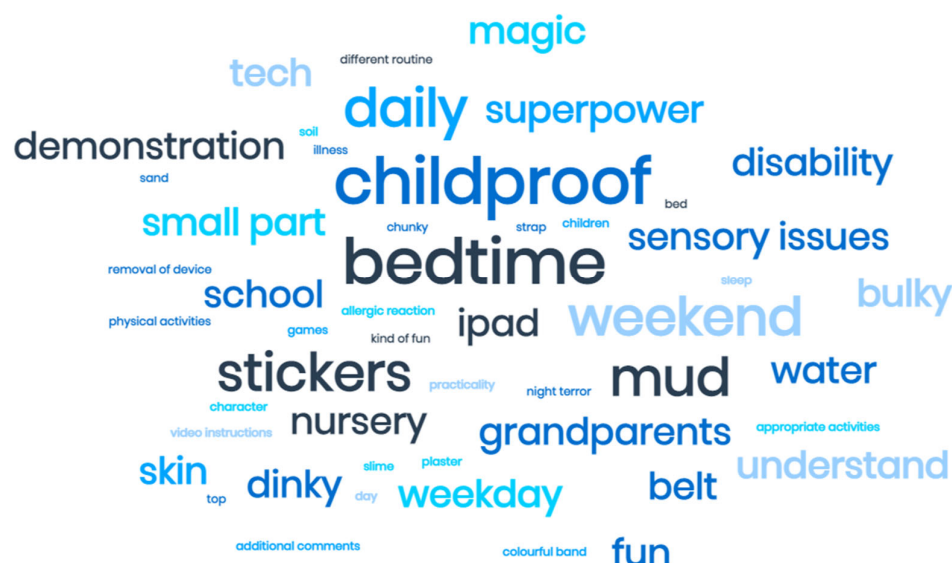 magic
different routine
tech
daily superpower
soil
demonstration
illness
disability
sand
childproof
bed
small part
chunky
strap
children
sensory issues
bedtime
removal of device
sleep
school
bulky
allergic reaction
weekend
physical activities
games
ipad
kind of fun
stickers
mud
water
practicality
night terror
character
nursery
video instructions
grandparents
appropriate activities
skin
slime
plaster
understand
top
dinky
day
weekday
belt
additional comments
colourful band
fun